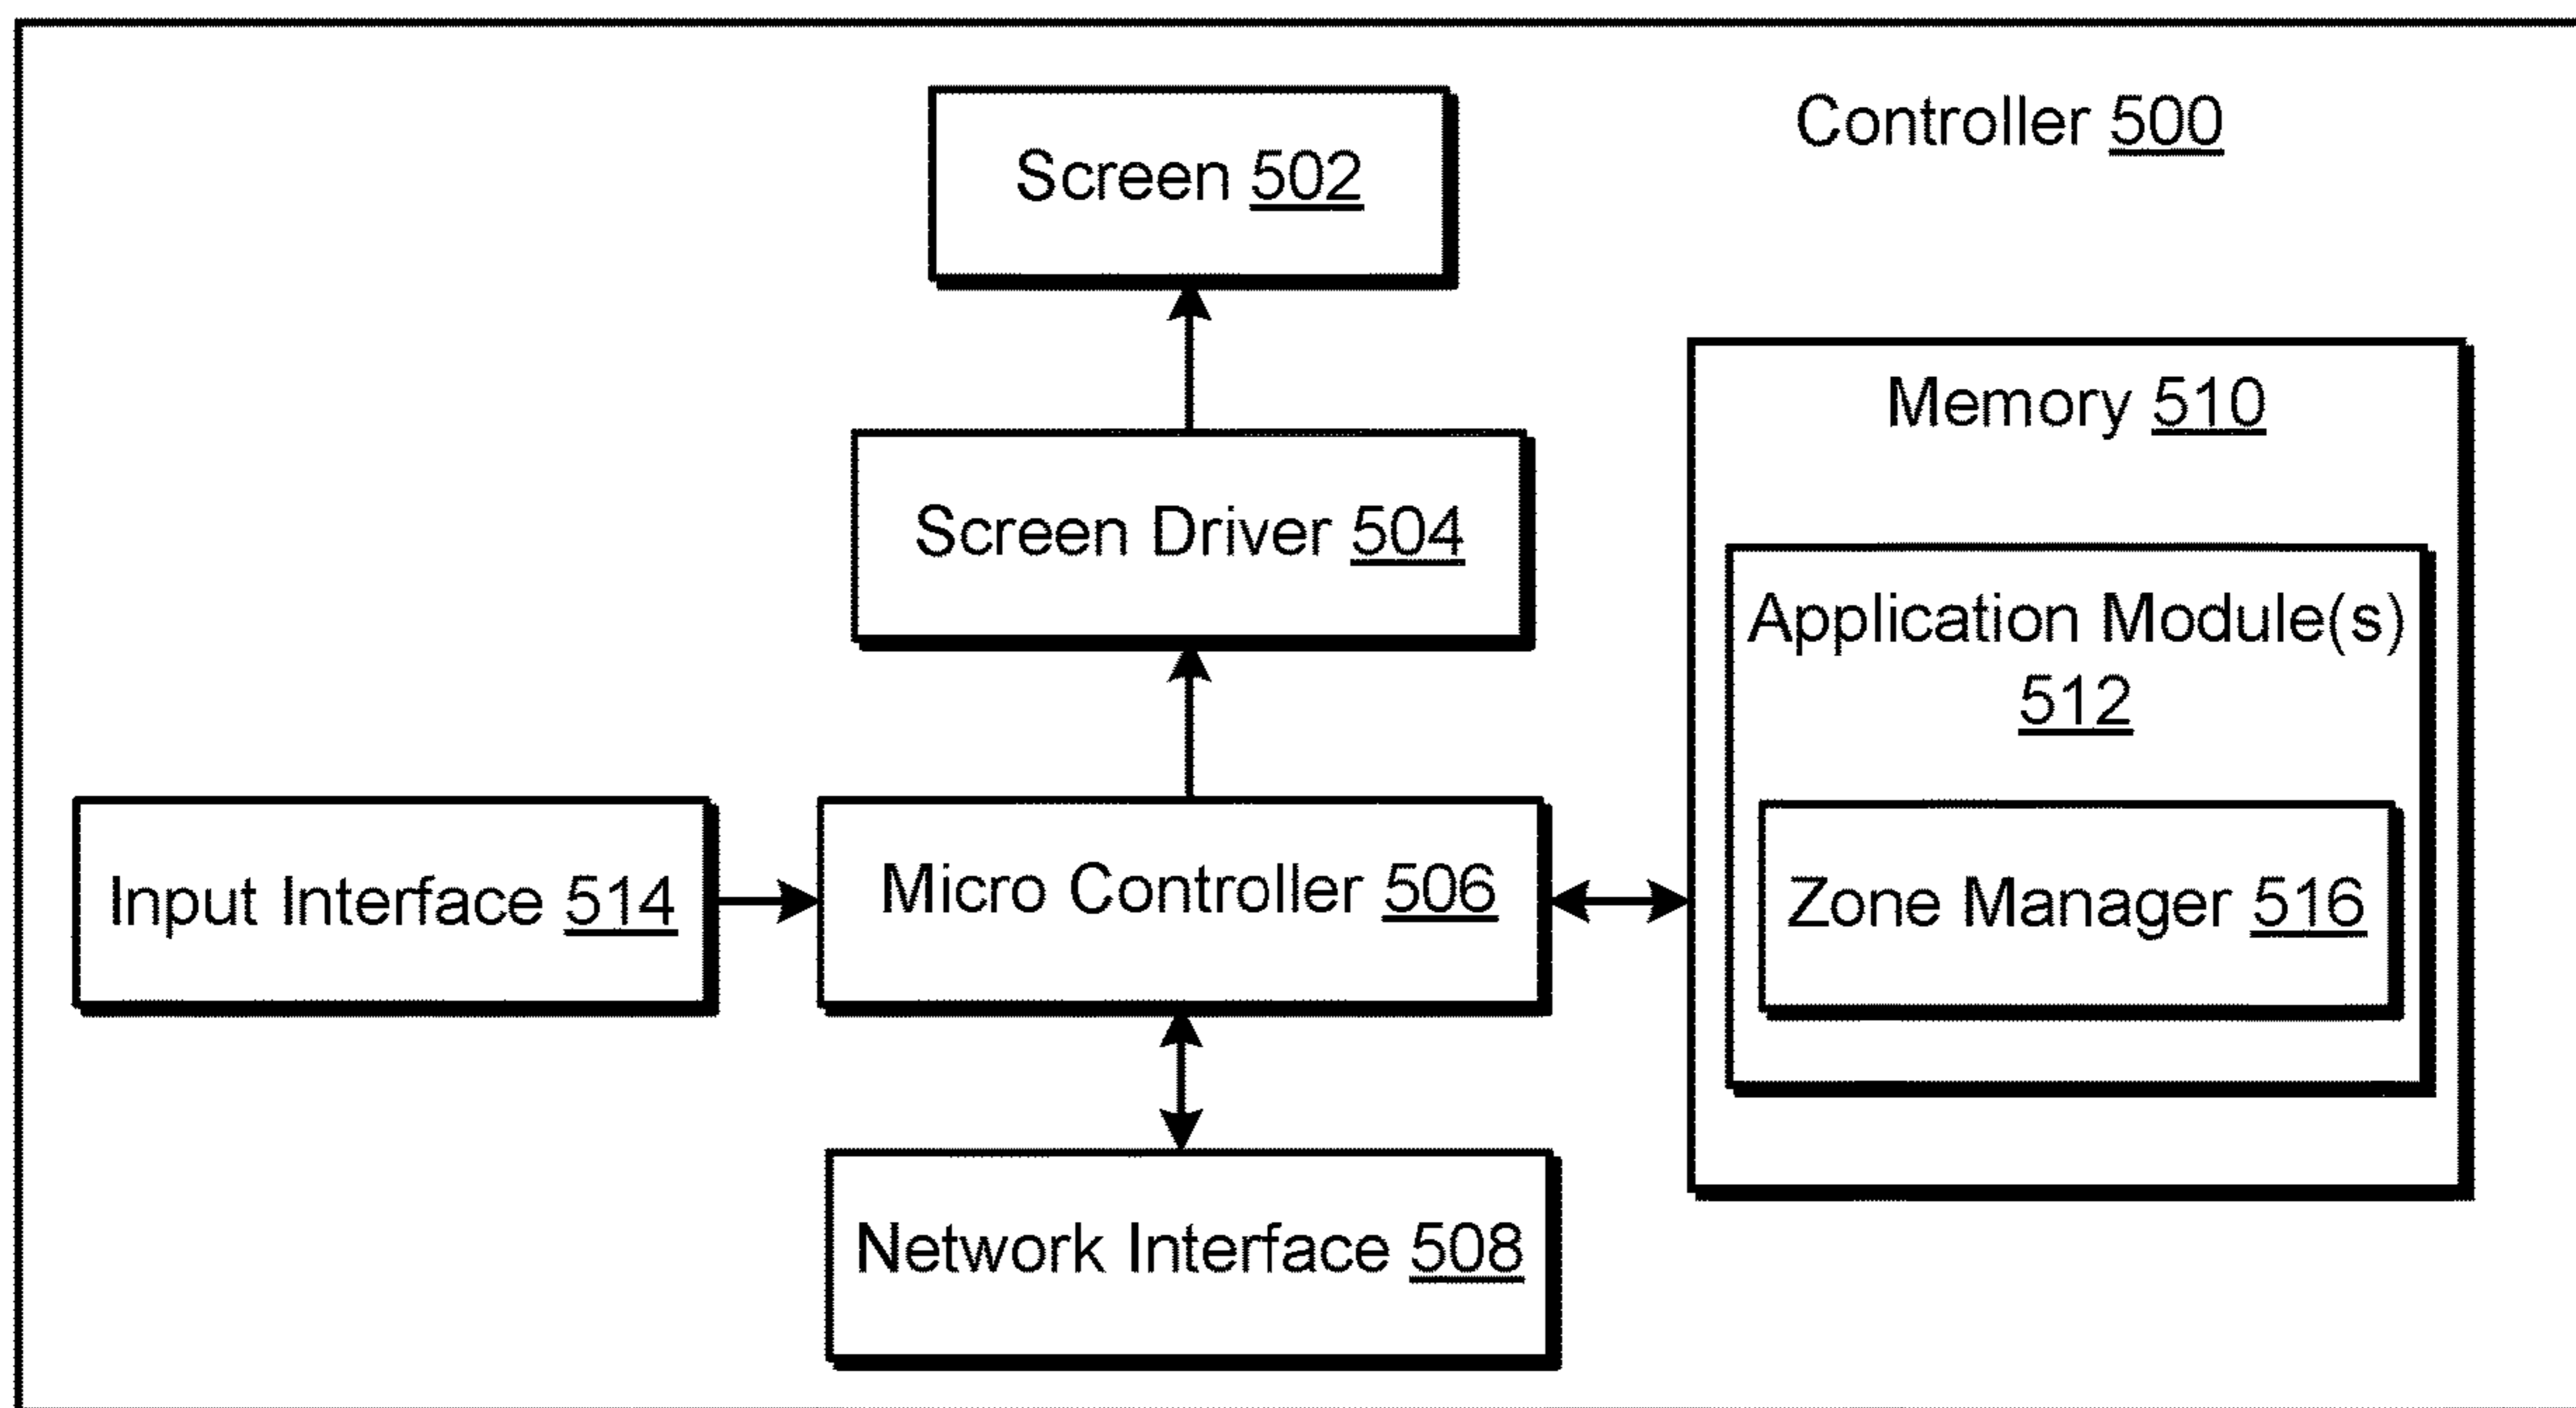 Controller 500
Screen 502
Screen Driver 504
Memory 510
Application Module(s)
512
Input Interface 514
Micro Controller 506
Zone Manager 516
Network Interface 508